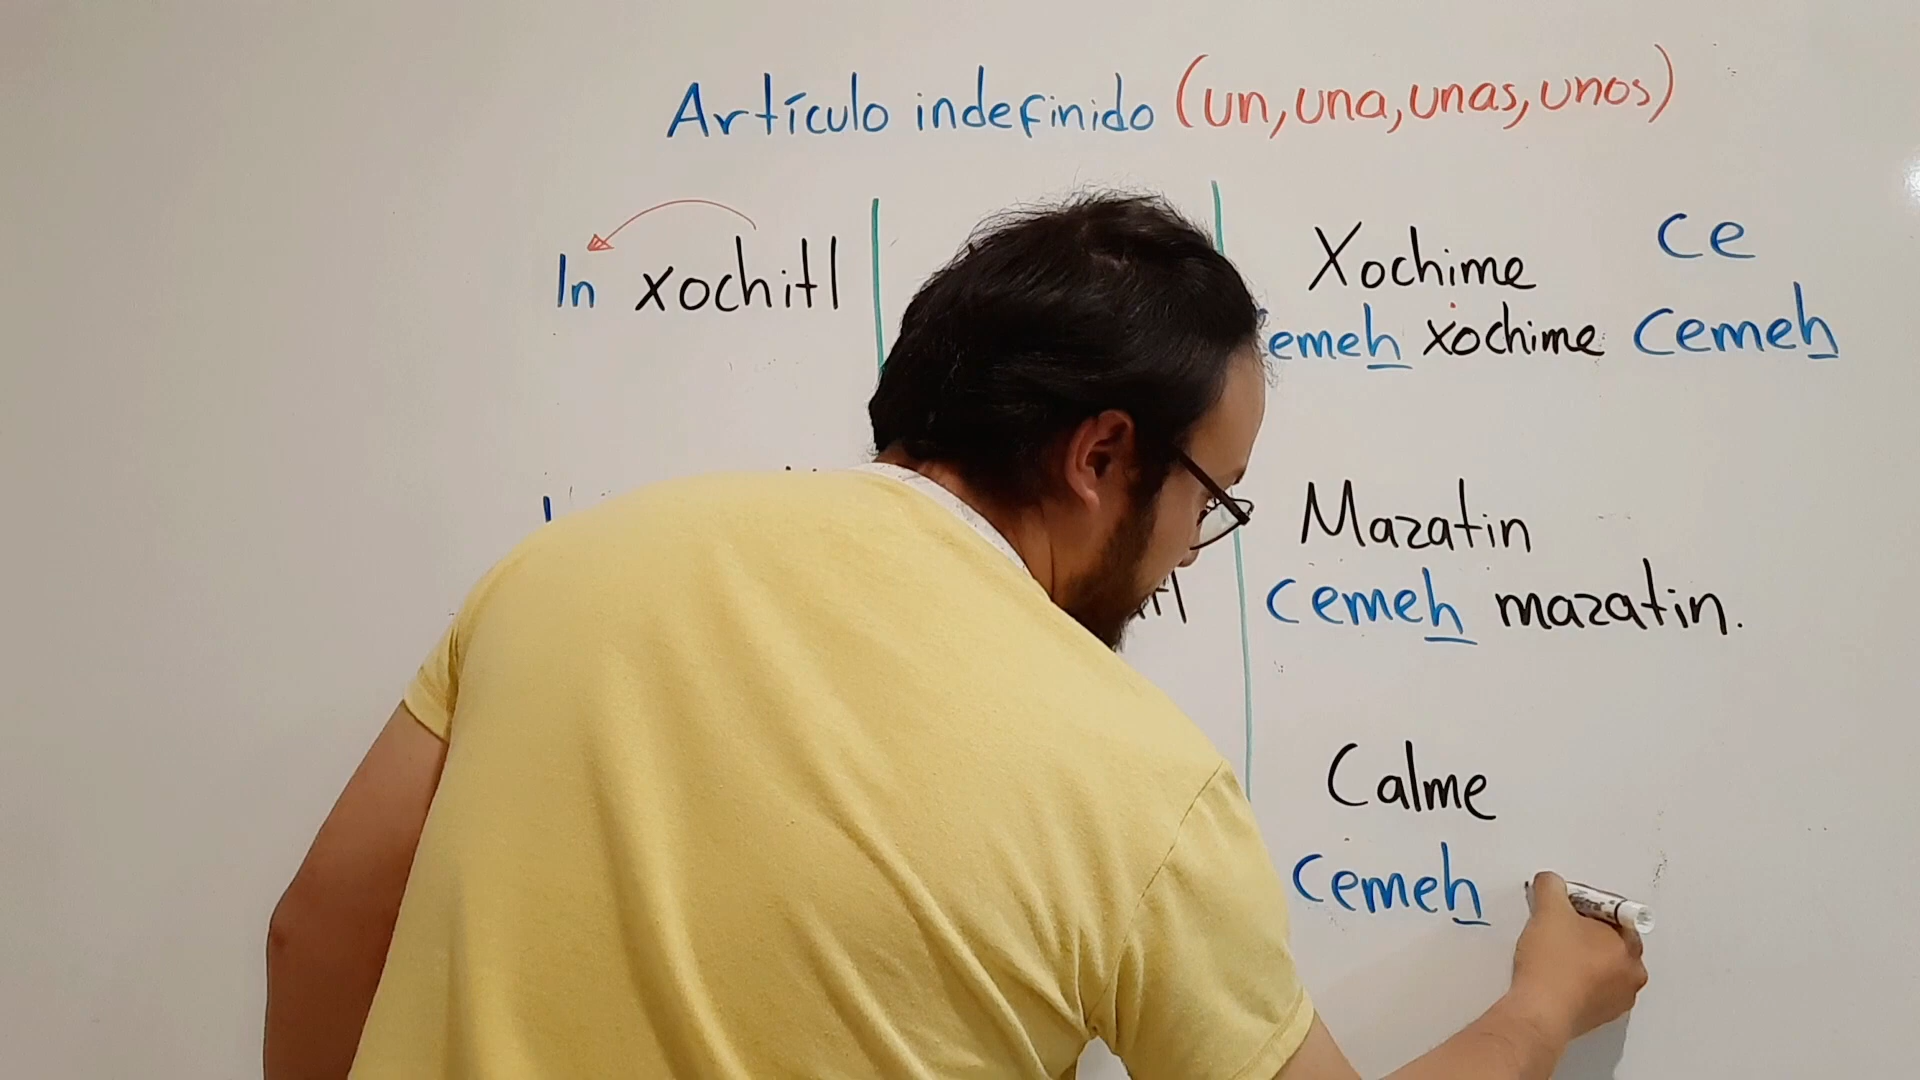 Artículo indefinido (un, una, unas, unos)
In xochitl
Xochime
ce
emeh xochime
Cemeh
Mazatin
cemeh mazatin.
Calme
Cemeh